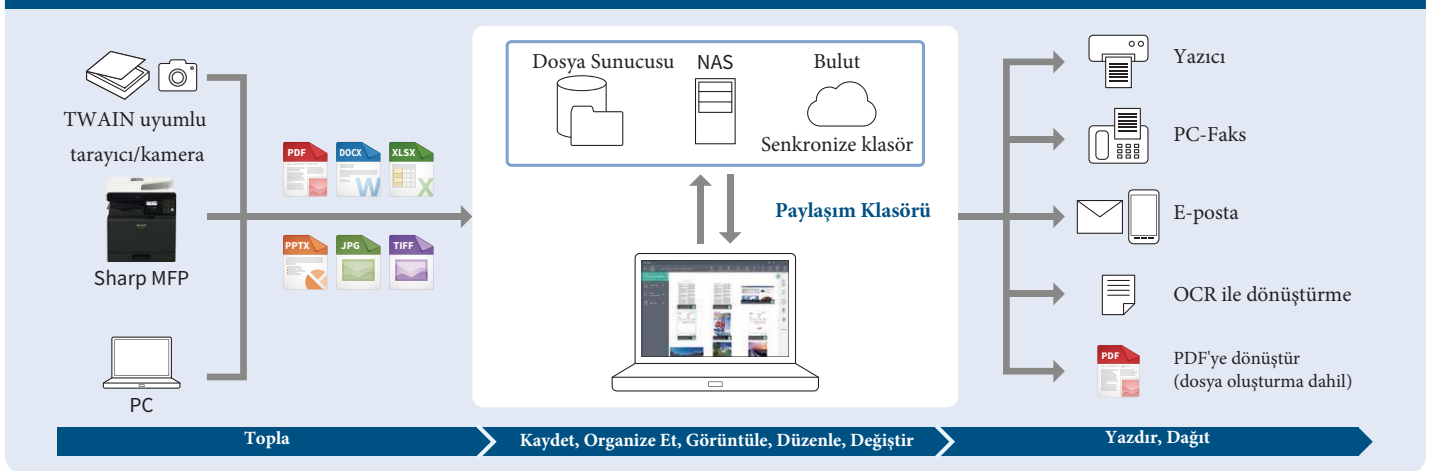 TWAIN uyumlu
tarayıcı/kamera
Sharp MFP
PC
PDF
DOCX
XLSX
W
X
PPTX
JPG
TIFF
Dosya Sunucusu
NAS
Bulut
Senkronize klasör
Paylaşım Klasörü
Yazıcı
PC-Faks
E-posta
OCR ile dönüştürme
PDF
PDF'ye dönüştür
(dosya oluşturma dahil)
Topla
Kaydet, Organize Et, Görüntüle, Düzenle, Değiştir
Yazdır, Dağıt